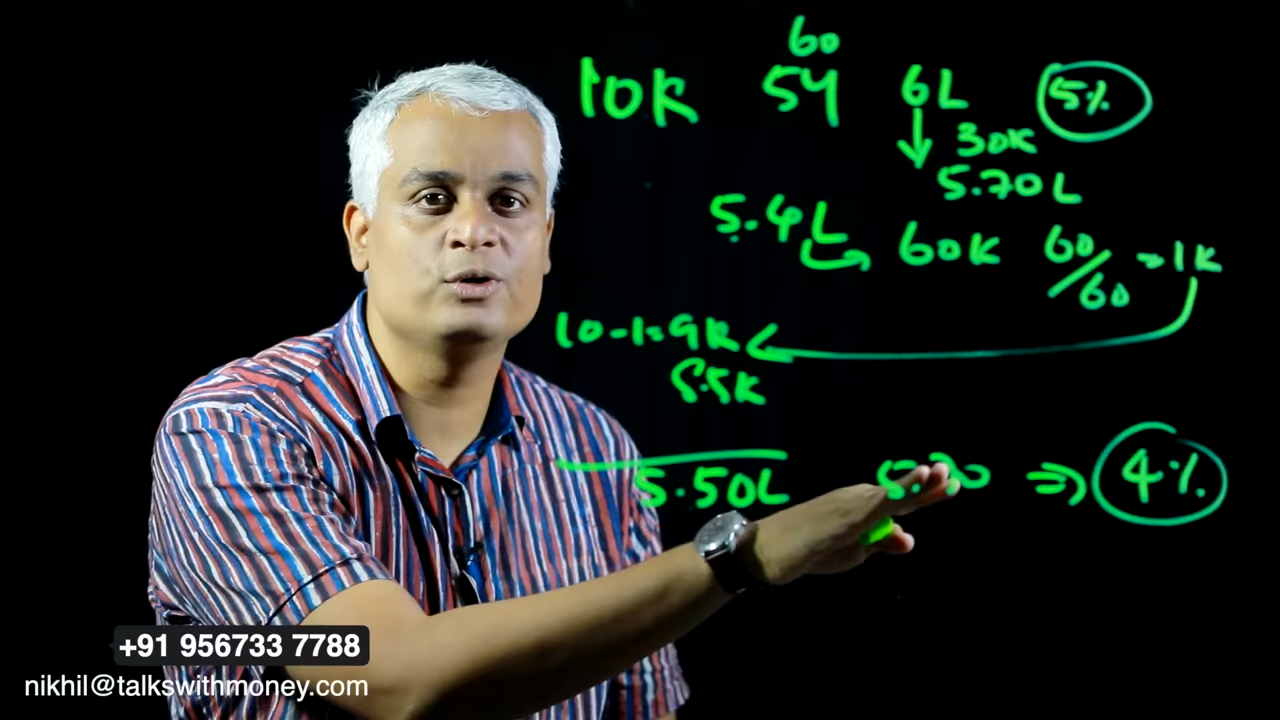 60
10K 5Y 6L 5%
30K
5.70L
5.4L 60K 60/60 = 1K
10-1=9K
5.5K
5.50L ⇒ 4%
+91 956733 7788
nikhil@talkswithmoney.com